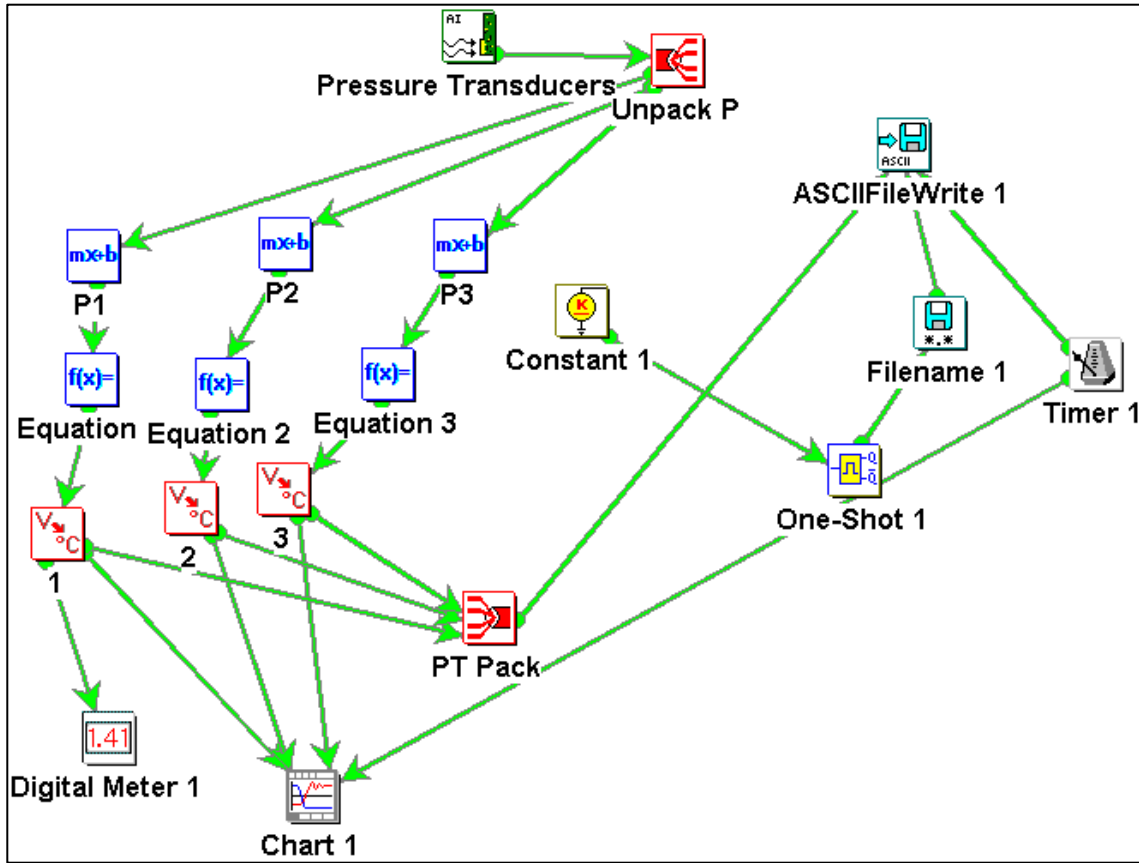 AI
Pressure Transducers
Unpack P
ASCII
ASCIIFileWrite 1
mx+b
P1
mx+b
P2
mx+b
P3
K
Constant 1
*.*
Filename 1
Timer 1
f(x)=
Equation
f(x)=
Equation 2
f(x)=
Equation 3
Q
Q
One-Shot 1
V
°C
1
V
°C
2
V
°C
3
PT Pack
1.41
Digital Meter 1
Chart 1